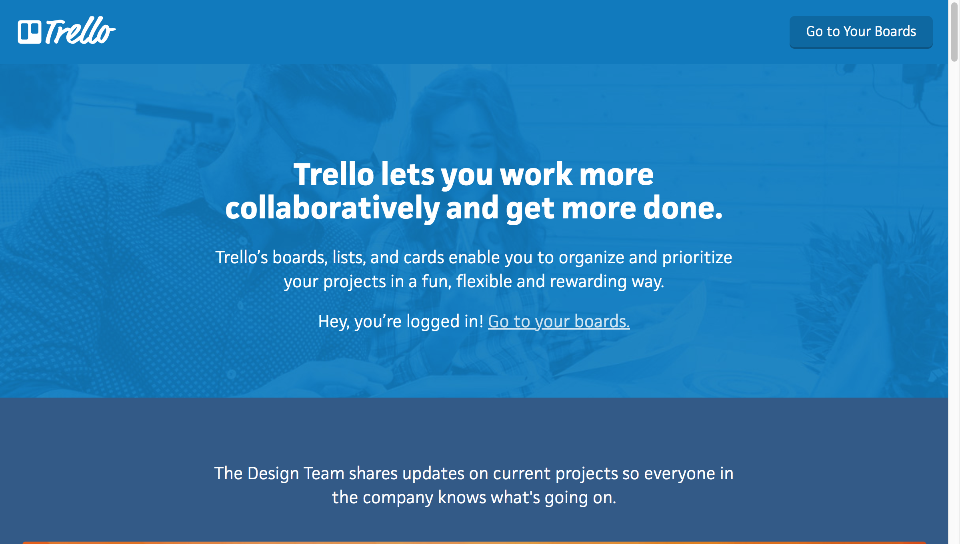 Trello
Go to Your Boards
Trello lets you work more
collaboratively and get more done.
Trello’s boards, lists, and cards enable you to organize and prioritize
your projects in a fun, flexible and rewarding way.
Hey, you’re logged in! Go to your boards.
The Design Team shares updates on current projects so everyone in
the company knows what's going on.